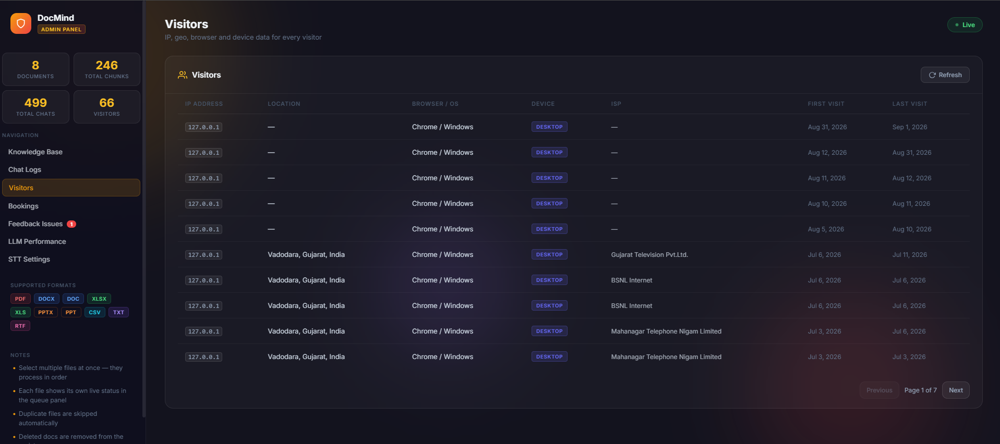 DocMind
ADMIN PANEL
8
DOCUMENTS
246
TOTAL CHUNKS
499
TOTAL CHATS
66
VISITORS
NAVIGATION
Knowledge Base
Chat Logs
Visitors
Bookings
Feedback Issues 1
LLM Performance
STT Settings
SUPPORTED FORMATS
PDF DOCX DOC XLSX
XLS PPTX PPT CSV TXT
RTF
NOTES
• Select multiple files at once — they
process in order
• Each file shows its own live status in
the queue panel
• Duplicate files are skipped
automatically
• Deleted docs are removed from the
Visitors
IP, geo, browser and device data for every visitor
Live
Visitors
Refresh
IP ADDRESS LOCATION BROWSER / OS DEVICE ISP FIRST VISIT LAST VISIT
127.0.0.1 — Chrome / Windows DESKTOP — Aug 31, 2026 Sep 1, 2026
127.0.0.1 — Chrome / Windows DESKTOP — Aug 12, 2026 Aug 31, 2026
127.0.0.1 — Chrome / Windows DESKTOP — Aug 11, 2026 Aug 12, 2026
127.0.0.1 — Chrome / Windows DESKTOP — Aug 10, 2026 Aug 11, 2026
127.0.0.1 — Chrome / Windows DESKTOP — Aug 5, 2026 Aug 10, 2026
127.0.0.1 Vadodara, Gujarat, India Chrome / Windows DESKTOP Gujarat Television Pvt.Ltd. Jul 6, 2026 Jul 11, 2026
127.0.0.1 Vadodara, Gujarat, India Chrome / Windows DESKTOP BSNL Internet Jul 6, 2026 Jul 6, 2026
127.0.0.1 Vadodara, Gujarat, India Chrome / Windows DESKTOP BSNL Internet Jul 6, 2026 Jul 6, 2026
127.0.0.1 Vadodara, Gujarat, India Chrome / Windows DESKTOP Mahanagar Telephone Nigam Limited Jul 3, 2026 Jul 6, 2026
127.0.0.1 Vadodara, Gujarat, India Chrome / Windows DESKTOP Mahanagar Telephone Nigam Limited Jul 3, 2026 Jul 3, 2026
Previous Page 1 of 7 Next